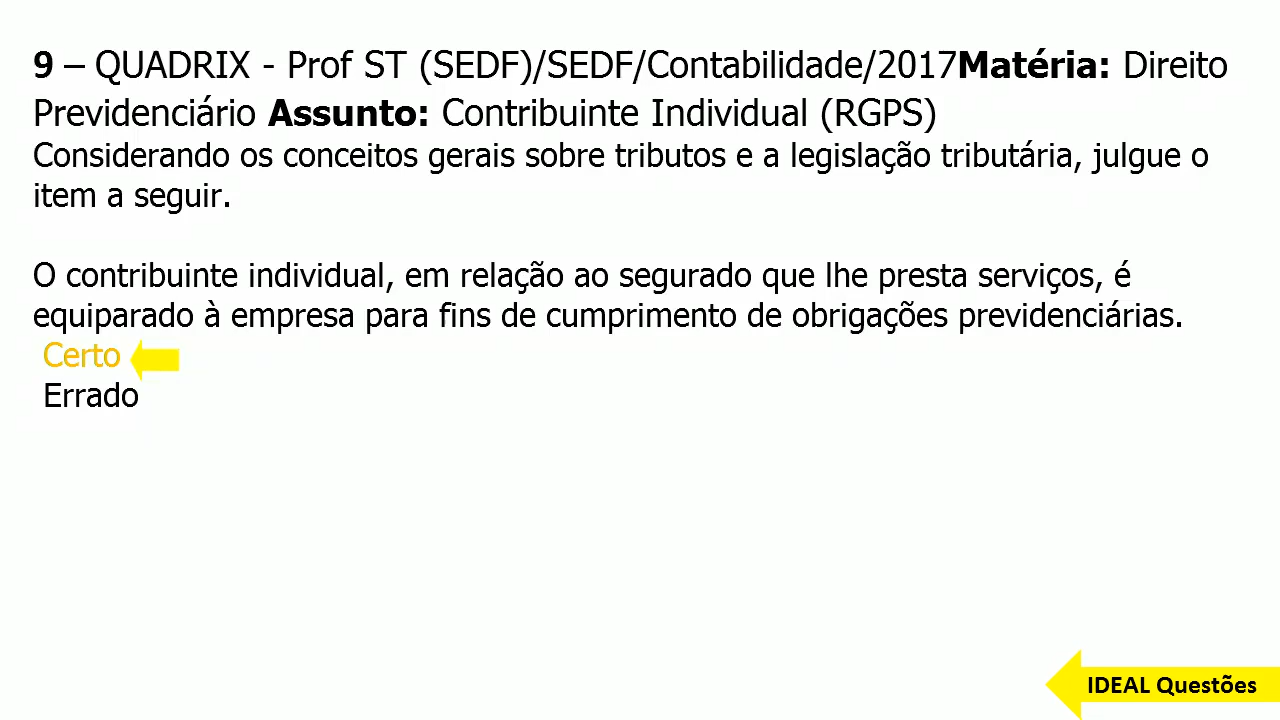 9 – QUADRIX - Prof ST (SEDF)/SEDF/Contabilidade/2017Matéria: Direito
Previdenciário Assunto: Contribuinte Individual (RGPS)
Considerando os conceitos gerais sobre tributos e a legislação tributária, julgue o
item a seguir.
O contribuinte individual, em relação ao segurado que lhe presta serviços, é
equiparado à empresa para fins de cumprimento de obrigações previdenciárias.
Certo
Errado
IDEAL Questões